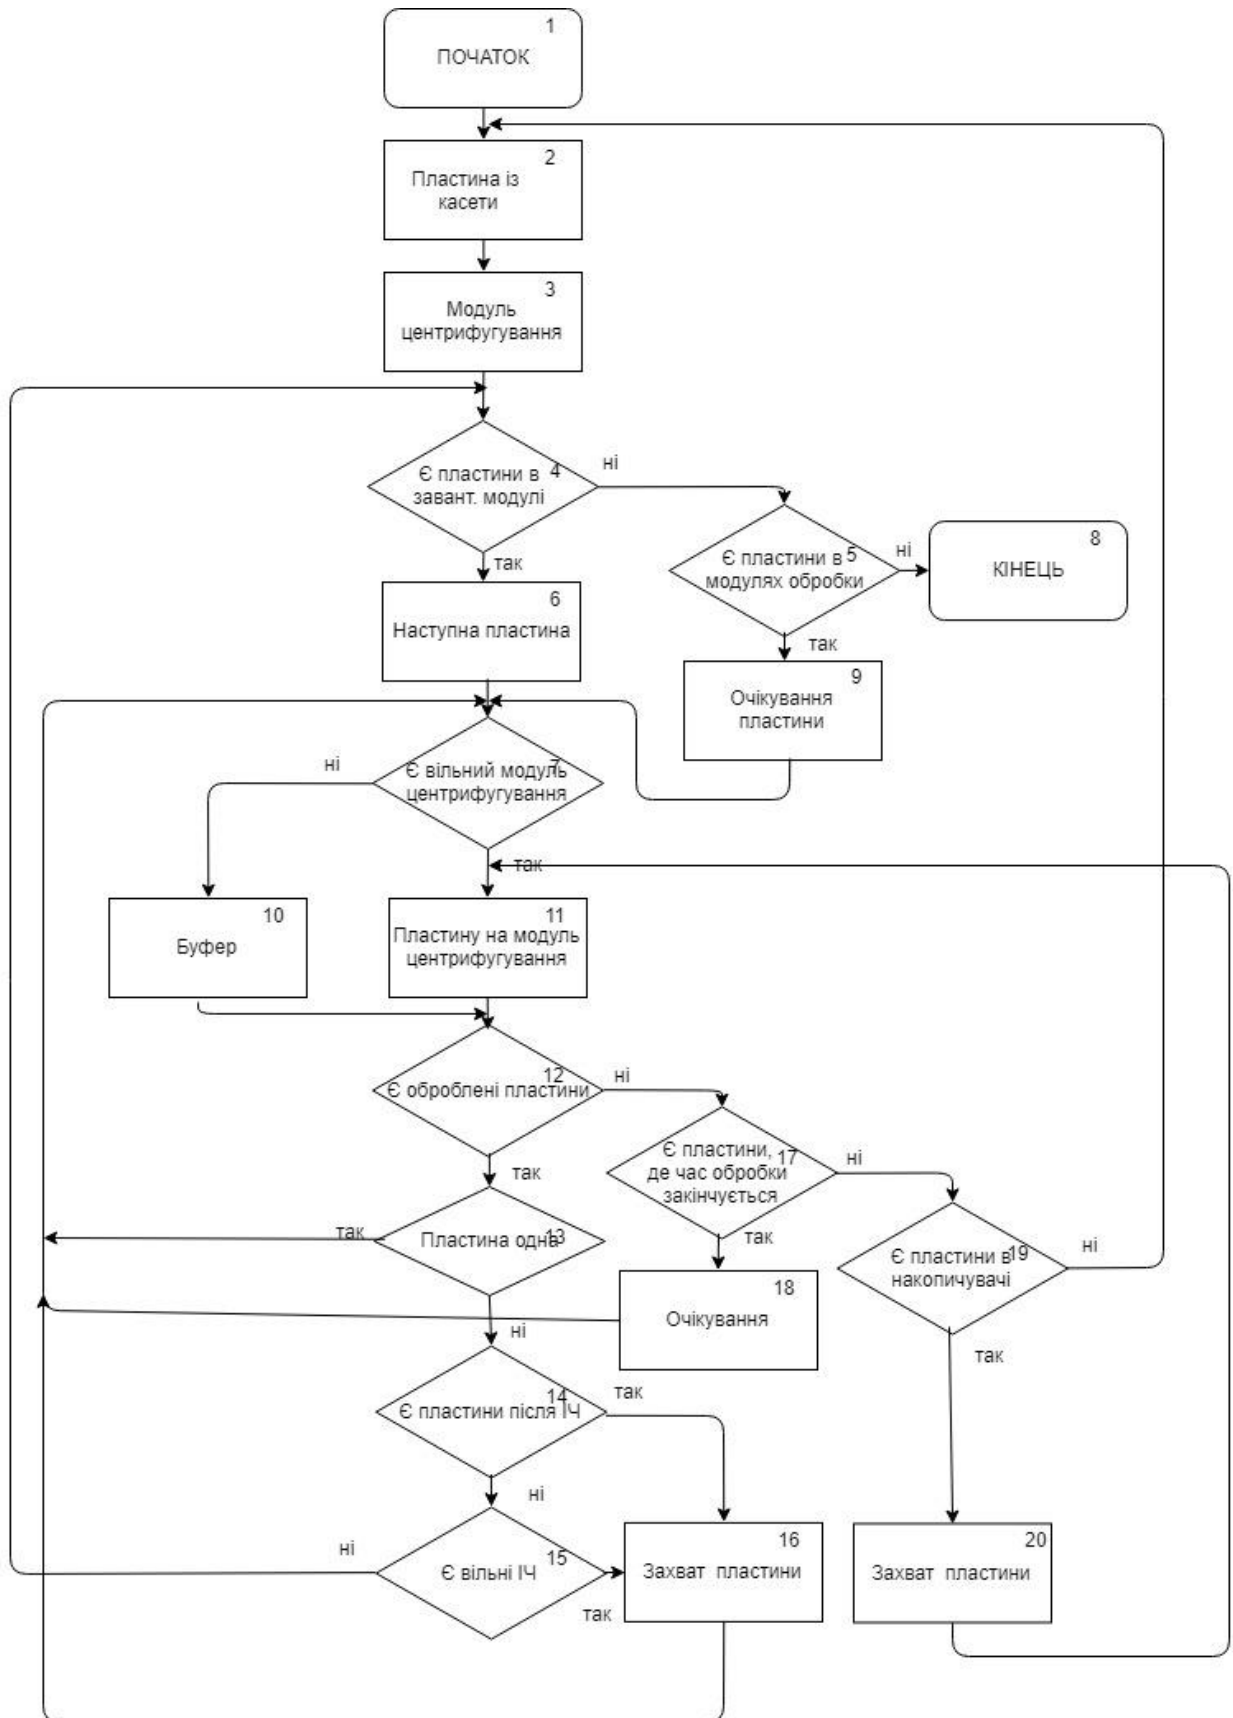 1
ПОЧАТОК
2
Пластина із
касети
3
Модуль
центрифугування
4
Є пластини в
завант. модулі
ні
так
5
Є пластини в
модулях обробки
ні
так
8
КІНЕЦЬ
6
Наступна пластина
9
Очікування
пластини
7
Є вільний модуль
центрифугування
ні
так
10
Буфер
11
Пластину на модуль
центрифугування
12
Є оброблені пластини
ні
так
17
Є пластини,
де час обробки
закінчується
ні
так
13
Пластина одна
так
ні
19
Є пластини в
накопичувачі
ні
так
18
Очікування
14
Є пластини після ІЧ
так
ні
15
Є вільні ІЧ
ні
так
16
Захват пластини
20
Захват пластини